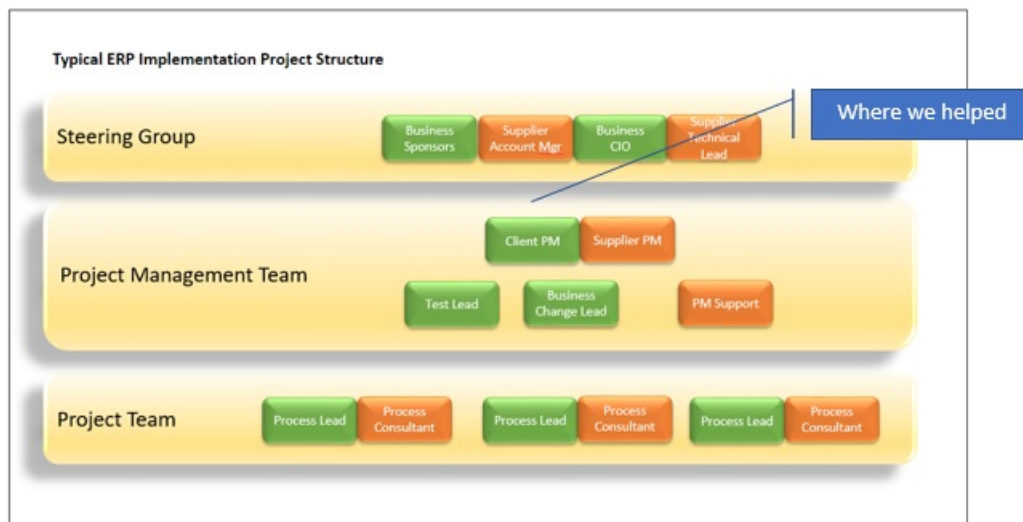 Typical ERP Implementation Project Structure
Where we helped
Steering Group
Business
Sponsors
Supplier
Account Mgr
Business
CIO
Supplier
Technical
Lead
Project Management Team
Client PM
Supplier PM
Test Lead
Business
Change Lead
PM Support
Project Team
Process Lead
Process
Consultant
Process Lead
Process
Consultant
Process Lead
Process
Consultant